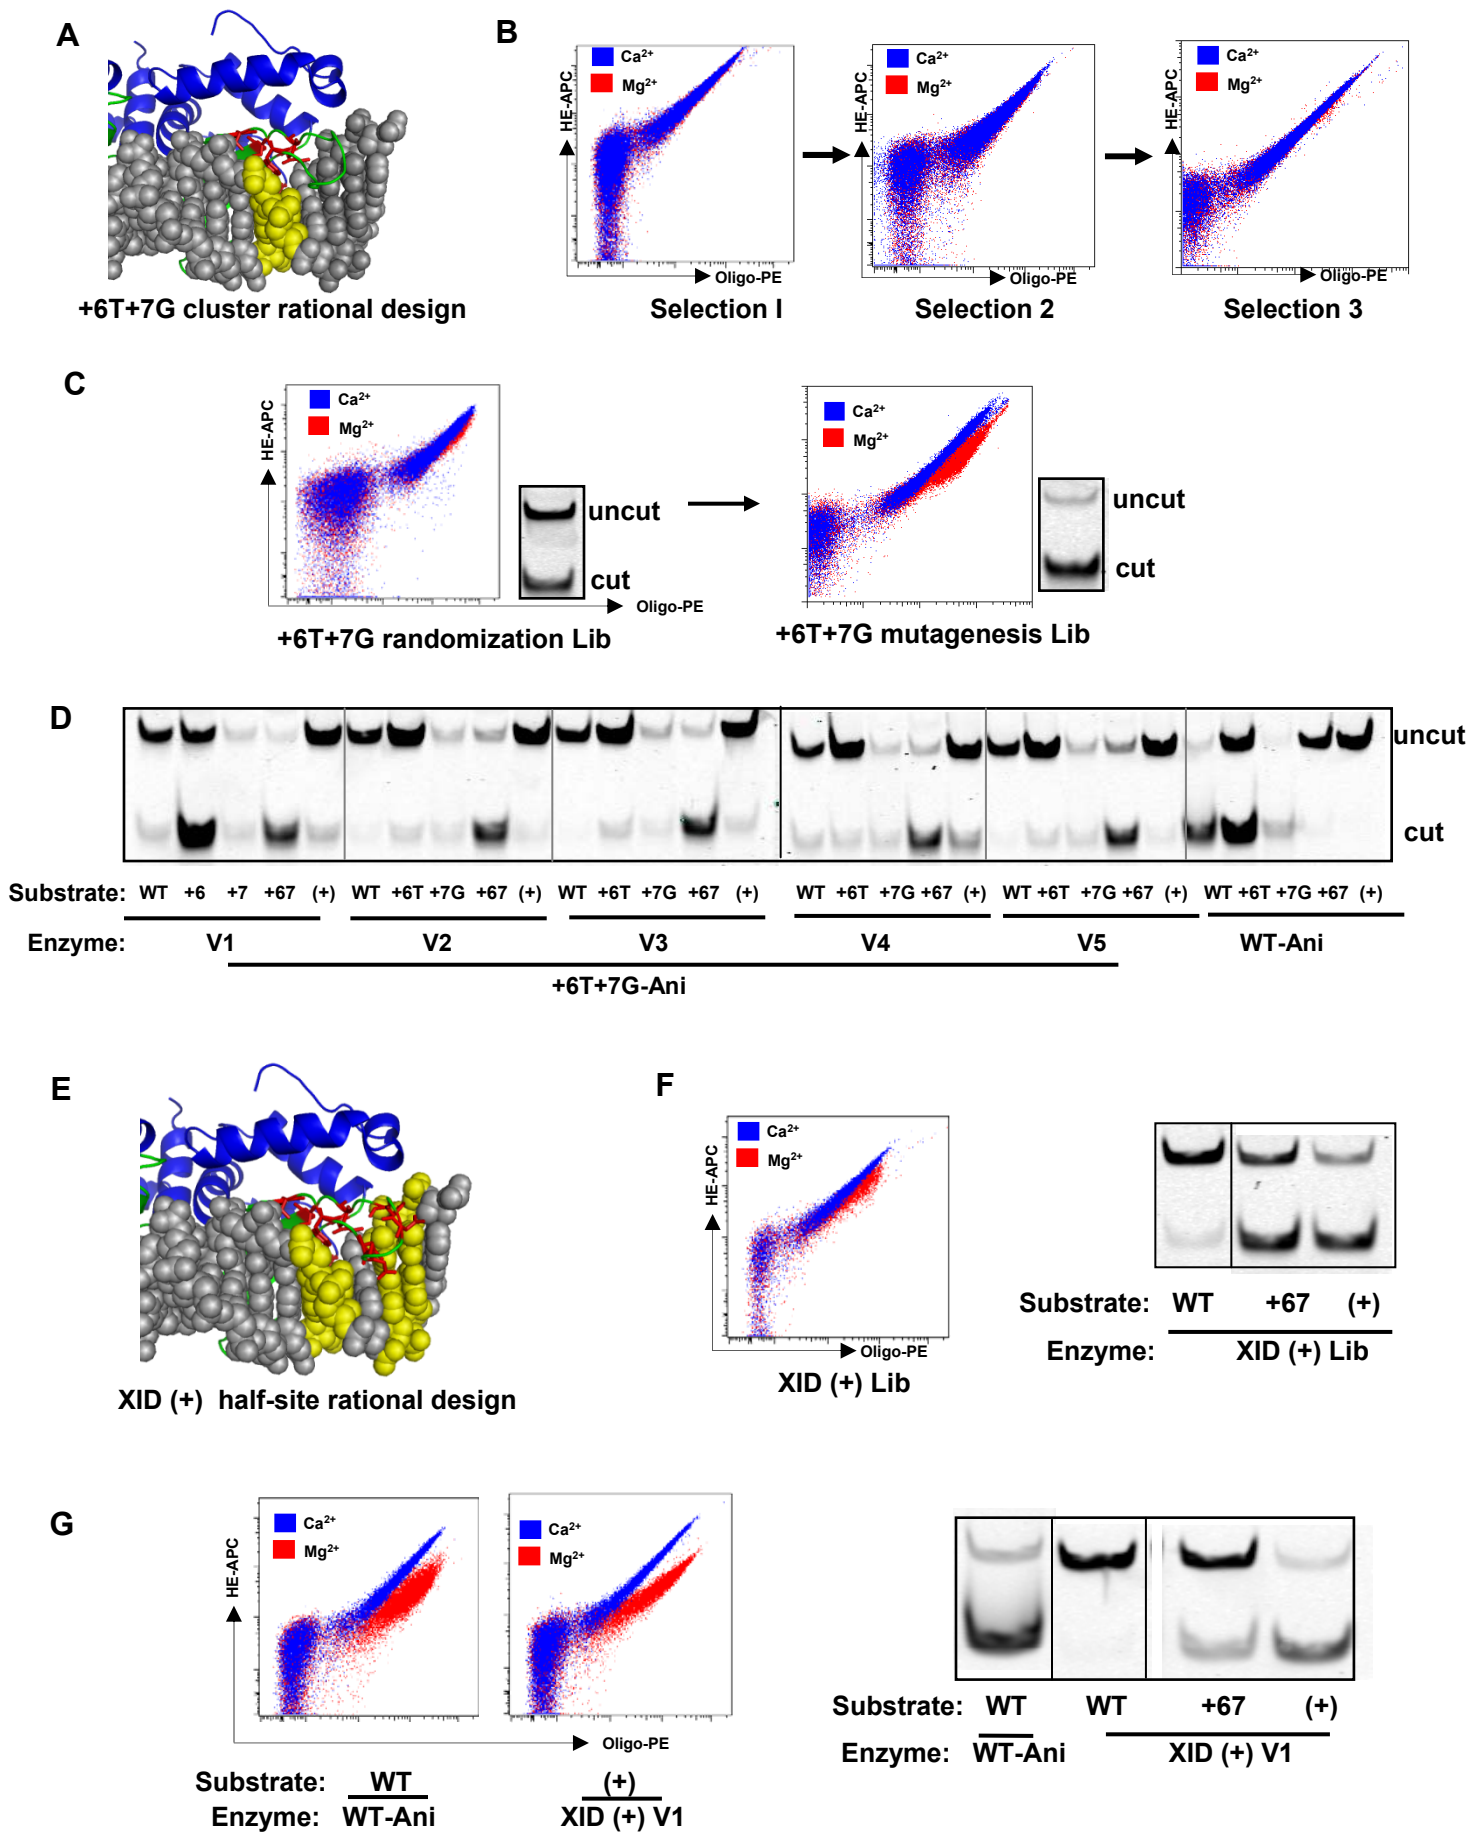 A
+6T+7G cluster rational design
B
Ca²⁺
Mg²⁺
HE-APC
Oligo-PE
Selection I
Ca²⁺
Mg²⁺
HE-APC
Oligo-PE
Selection 2
Ca²⁺
Mg²⁺
HE-APC
Oligo-PE
Selection 3
C
Ca²⁺
Mg²⁺
HE-APC
uncut
cut
Oligo-PE
+6T+7G randomization Lib
Ca²⁺
Mg²⁺
uncut
cut
+6T+7G mutagenesis Lib
D
uncut
cut
Substrate: WT +6 +7 +67 (+) WT +6T +7G +67 (+) WT +6T +7G +67 (+) WT +6T +7G +67 (+) WT +6T +7G +67 (+) WT +6T +7G +67 (+)
Enzyme: V1 V2 V3 V4 V5 WT-Ani
+6T+7G-Ani
E
XID (+) half-site rational design
F
Ca²⁺
Mg²⁺
HE-APC
Oligo-PE
XID (+) Lib
Substrate: WT +67 (+)
Enzyme: XID (+) Lib
G
Ca²⁺
Mg²⁺
HE-APC
Ca²⁺
Mg²⁺
Oligo-PE
Substrate: WT (+)
Enzyme: WT-Ani XID (+) V1
Substrate: WT WT +67 (+)
Enzyme: WT-Ani XID (+) V1